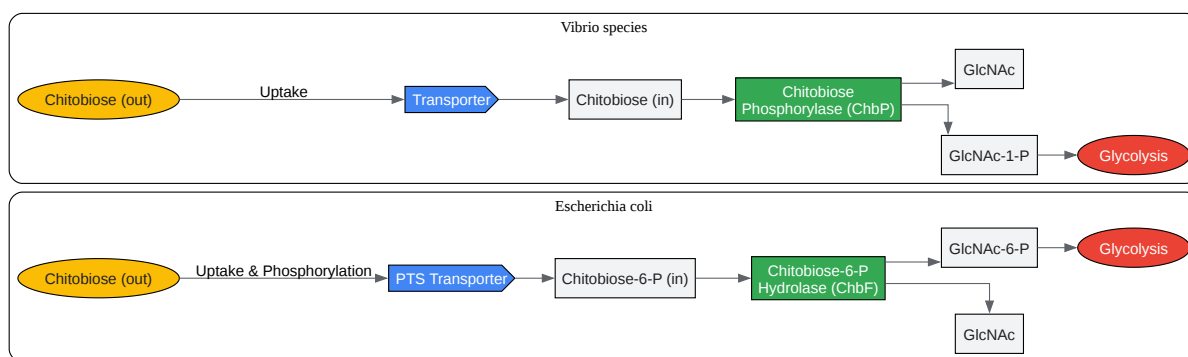 Vibrio species
Chitobiose (out)
Uptake
Transporter
Chitobiose (in)
Chitobiose
Phosphorylase (ChbP)
GlcNAc
GlcNAc-1-P
Glycolysis
Escherichia coli
Chitobiose (out)
Uptake & Phosphorylation
PTS Transporter
Chitobiose-6-P (in)
Chitobiose-6-P
Hydrolase (ChbF)
GlcNAc-6-P
Glycolysis
GlcNAc